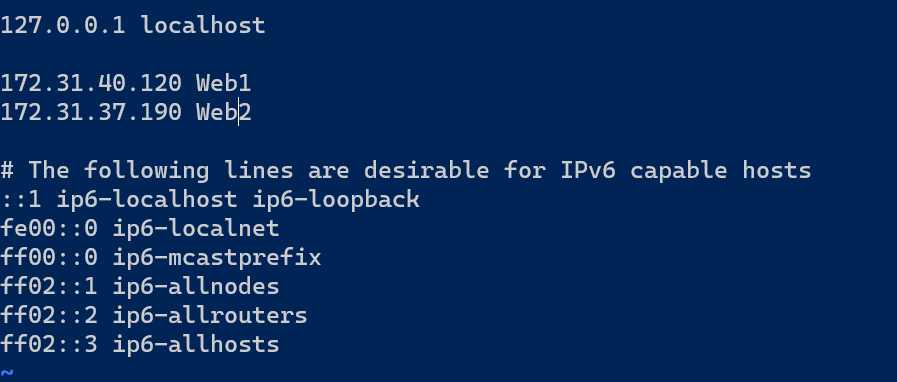 127.0.0.1 localhost
172.31.40.120 Web1
172.31.37.190 Web2
# The following lines are desirable for IPv6 capable hosts
::1 ip6-localhost ip6-loopback
fe00::0 ip6-localnet
ff00::0 ip6-mcastprefix
ff02::1 ip6-allnodes
ff02::2 ip6-allrouters
ff02::3 ip6-allhosts
~